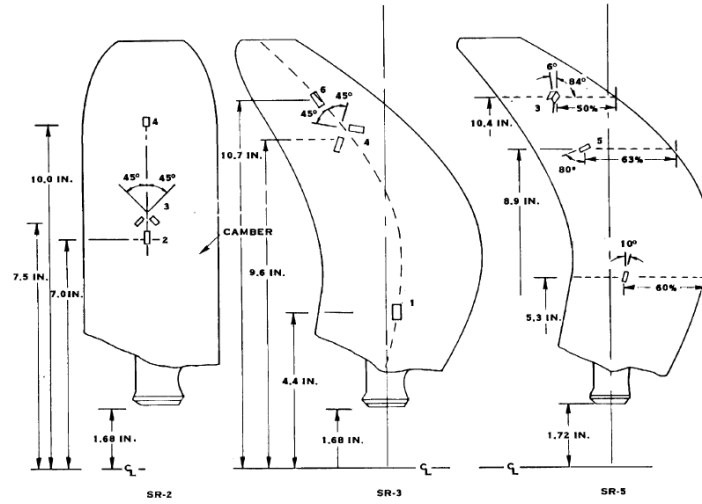 4
10.0 IN.
45° 45°
3
2
CAMBER
7.5 IN.
7.0 IN.
1.68 IN.
℄
SR-2
6
45°
45°
4
10.7 IN.
9.6 IN.
1
4.4 IN.
1.68 IN.
℄
SR-3
6°
84°
3
50%
10.4 IN.
5
80°
63%
8.9 IN.
10°
60%
5.3 IN.
1.72 IN.
℄
SR-5